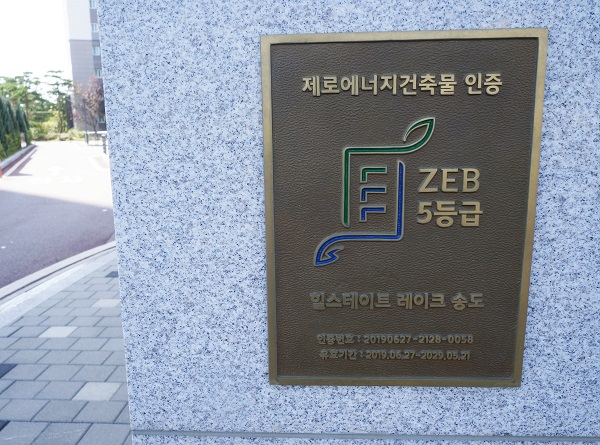 제로에너지건축물 인증
ZEB
5등급
힐스테이트 레이크 송도
인증번호 : 20190627-2128-0058
유효기간 : 2019.06.27-2029.05.21